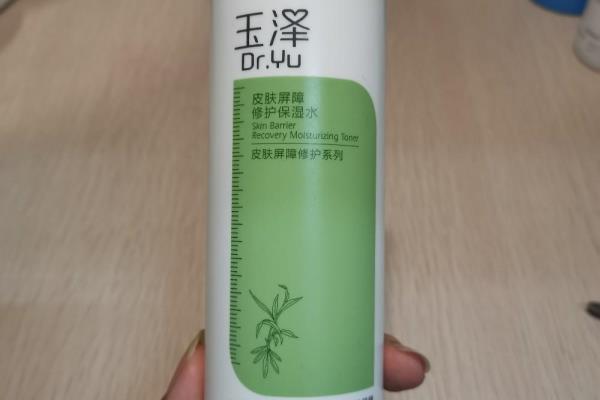 玉泽
Dr.Yu
皮肤屏障
修护保湿水
Skin Barrier
Recovery Moisturizing Toner
皮肤屏障修护系列